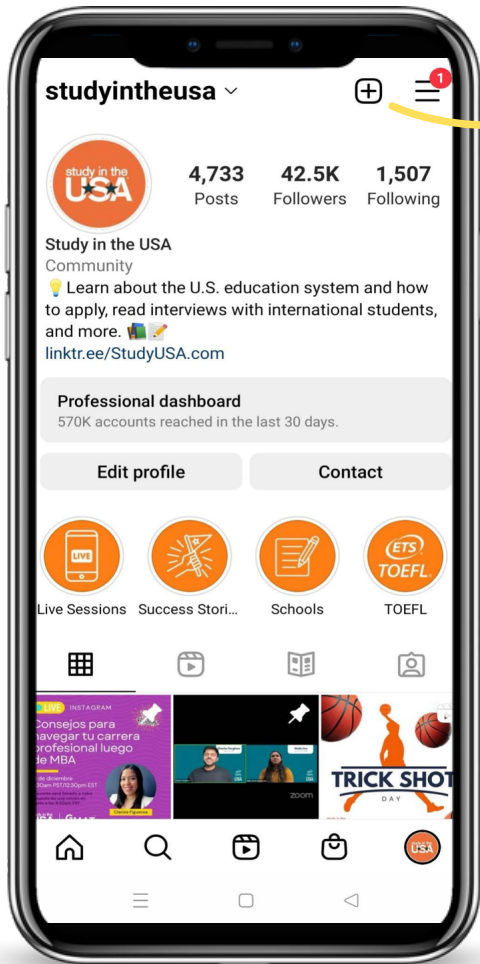 studyintheusa
1
study in the
USA
4,733 42.5K 1,507
Posts Followers Following
Study in the USA
Community
💡Learn about the U.S. education system and how
to apply, read interviews with international students,
and more. 📚📝
linktr.ee/StudyUSA.com
Professional dashboard
570K accounts reached in the last 30 days.
Edit profile Contact
LIVE
ETS
TOEFL.
Live Sessions Success Stori... Schools TOEFL
LIVE INSTAGRAM
Consejos para
navegar tu carrera
profesional luego
de MBA
de diciembre
Clarissa Figueroa
zoom
TRICK SHOT
DAY
USA